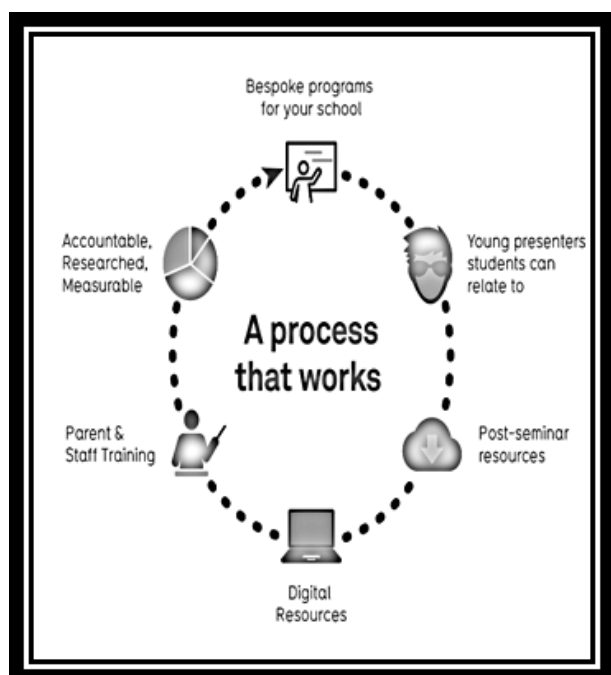 Bespoke programs
for your school
Young presenters
students can
relate to
Post-seminar
resources
Digital
Resources
Parent &
Staff Training
Accountable,
Researched,
Measurable
A process
that works